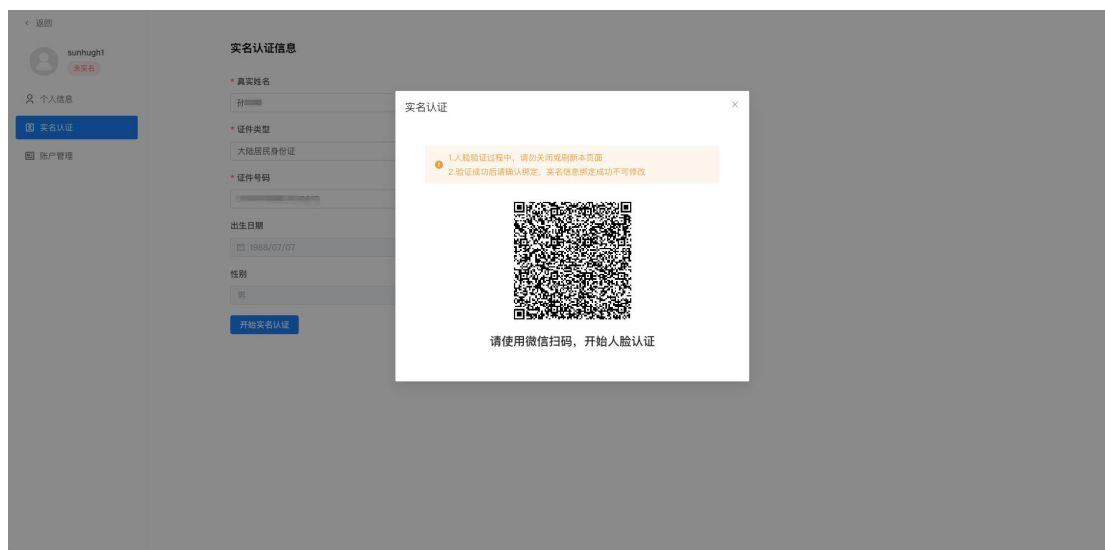 返回
sunhugh1
未实名
个人信息
实名认证
账户管理
实名认证信息
* 真实姓名
孙
* 证件类型
大陆居民身份证
* 证件号码
出生日期
1988/07/07
性别
男
开始实名认证
实名认证
1.人脸验证过程中，请勿关闭或刷新本页面
2.验证成功后请确认绑定，实名信息绑定成功不可修改
请使用微信扫码，开始人脸认证